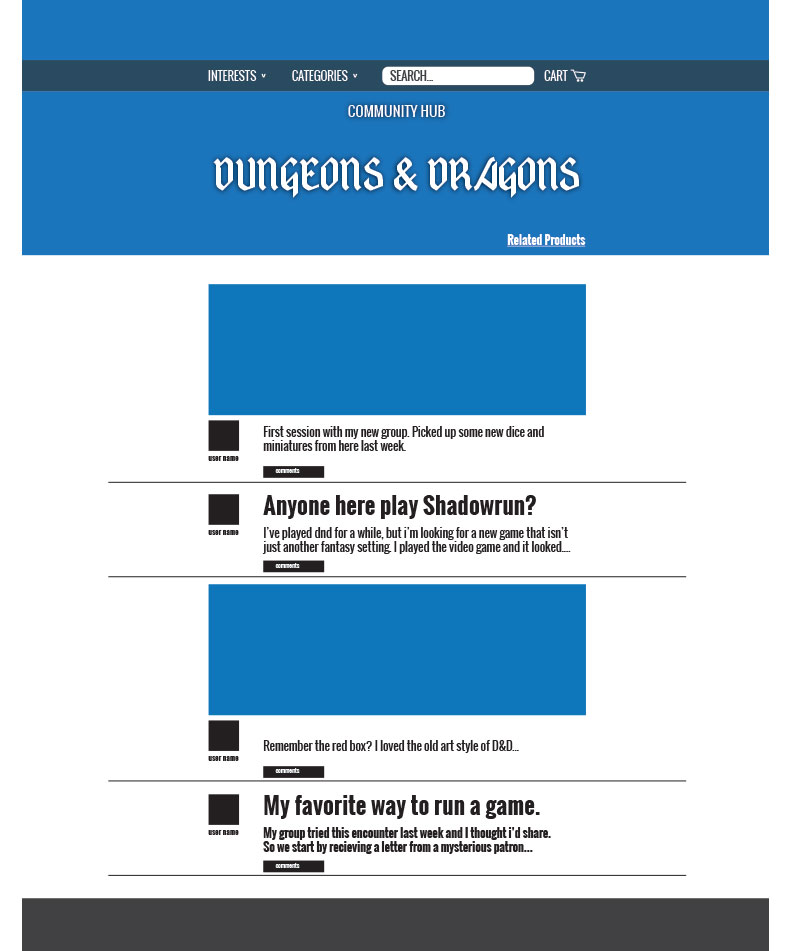 INTERESTS ∨ CATEGORIES ∨ SEARCH... CART
COMMUNITY HUB
DUNGEONS & DRAGONS
Related Products
First session with my new group. Picked up some new dice and
miniatures from here last week.
user name
comments
Anyone here play Shadowrun?
I've played dnd for a while, but i'm looking for a new game that isn't
user name
just another fantasy setting. I played the video game and it looked....
comments
Remember the red box? I loved the old art style of D&D...
user name
comments
My favorite way to run a game.
My group tried this encounter last week and I thought i'd share.
user name
So we start by recieving a letter from a mysterious patron...
comments